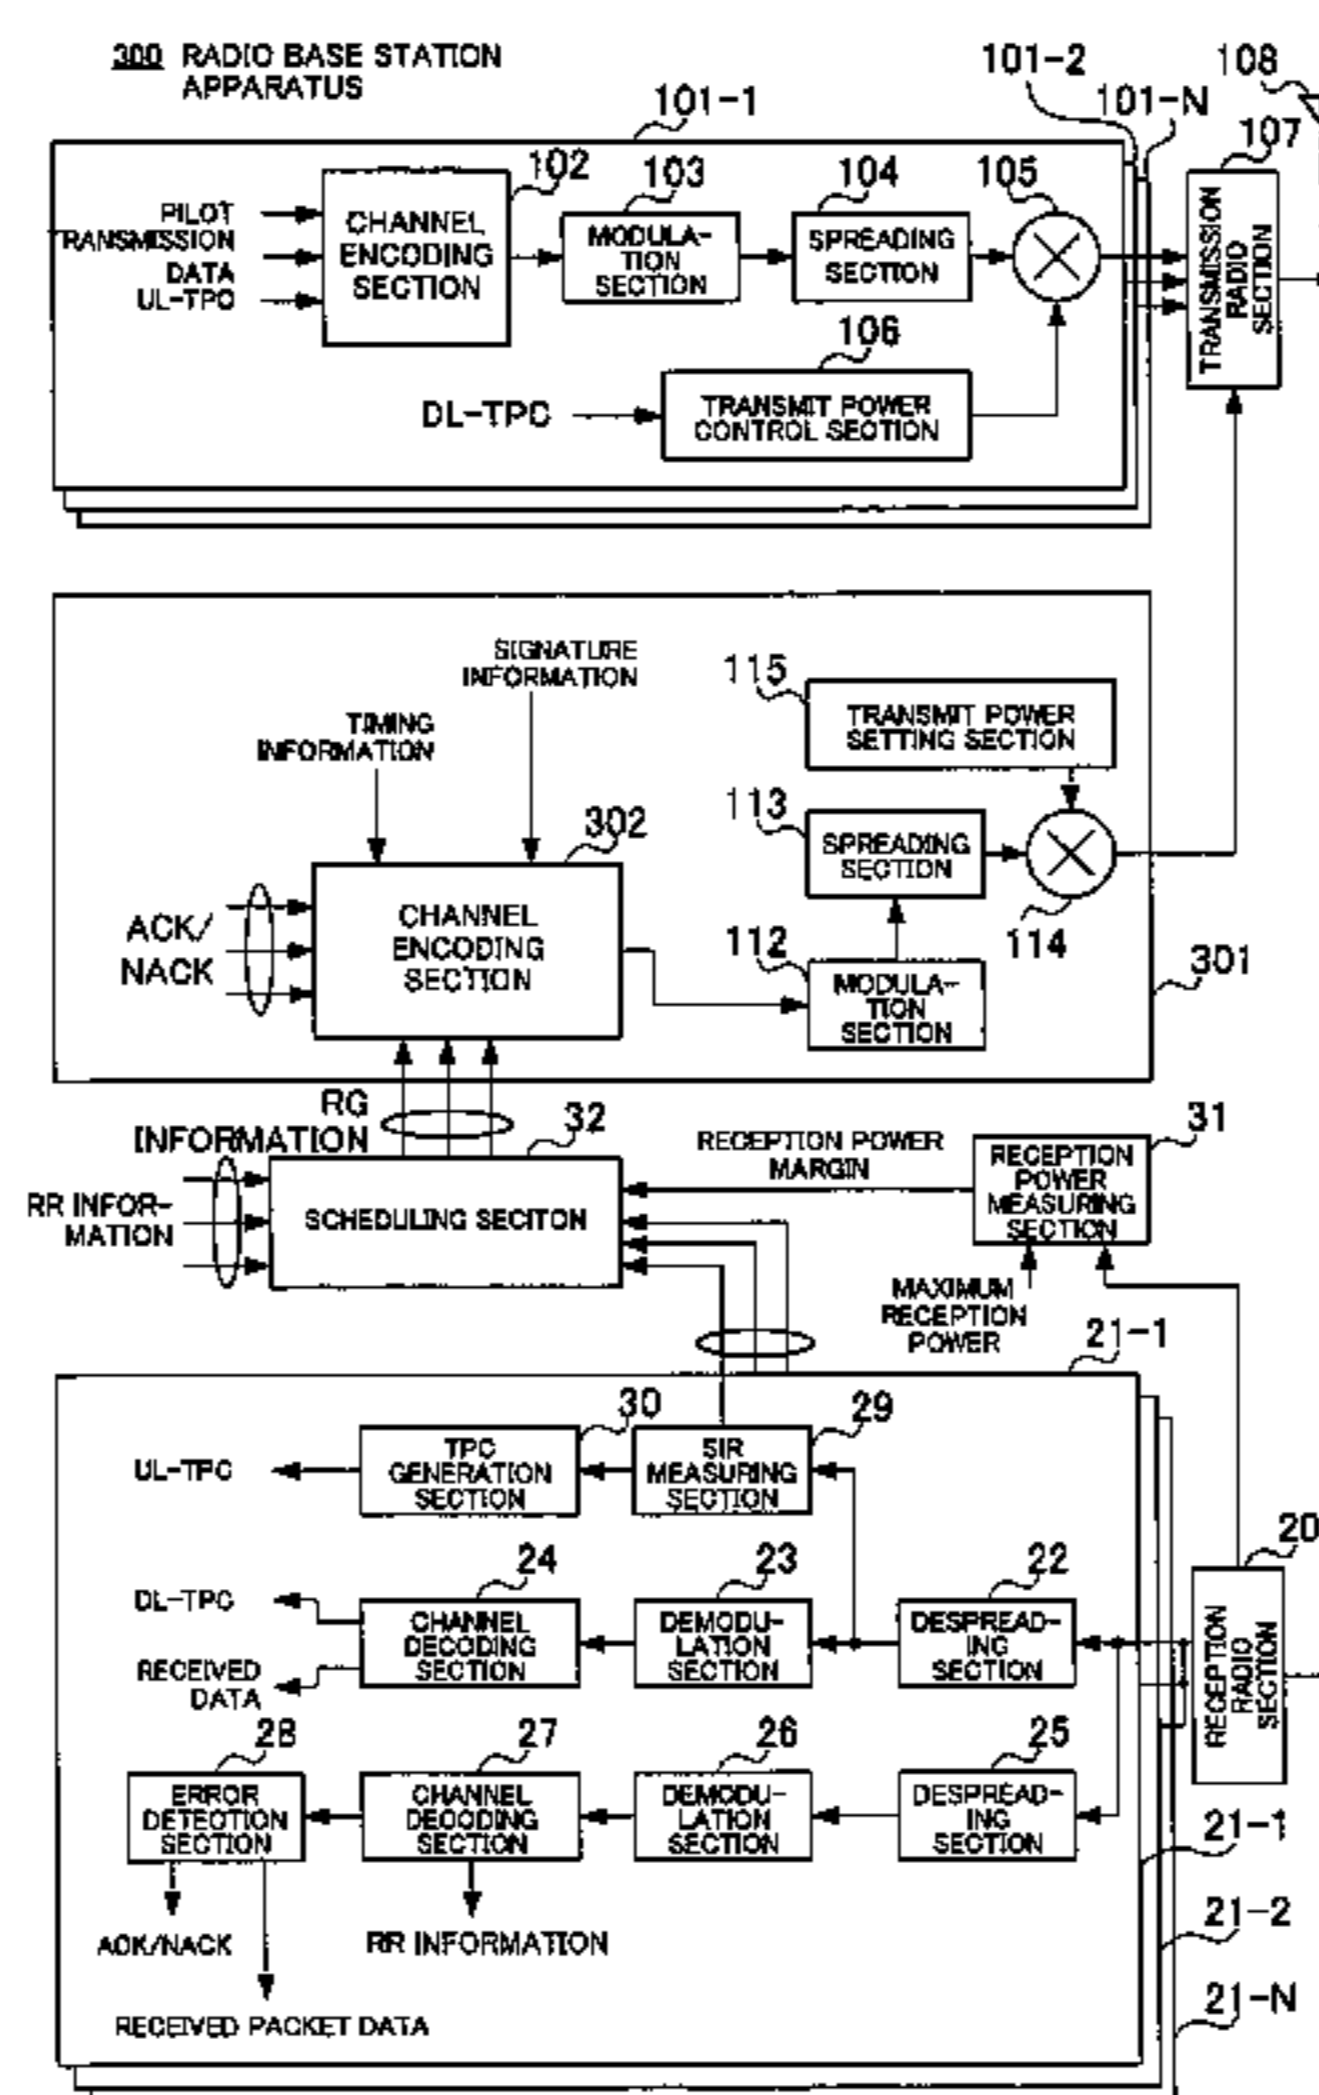 300 RADIO BASE STATION
APPARATUS
101-1
101-2
101-N
108
107
102
103
104
105
PILOT
TRANSMISSION
DATA
UL-TPC
CHANNEL
ENCODING
SECTION
MODULA-
TION
SECTION
SPREADING
SECTION
TRANSMISSION
RADIO
SECTION
106
DL-TPC
TRANSMIT POWER
CONTROL SECTION
SIGNATURE
INFORMATION
TIMING
INFORMATION
115
TRANSMIT POWER
SETTING SECTION
302
113
SPREADING
SECTION
114
ACK/
NACK
CHANNEL
ENCODING
SECTION
112
MODULA-
TION
SECTION
301
RG
INFORMATION
32
RECEPTION POWER
MARGIN
31
RECEPTION
POWER
MEASURING
SECTION
RR INFOR-
MATION
SCHEDULING SECITON
MAXIMUM
RECEPTION
POWER
21-1
30
29
UL-TPC
TPC
GENERATION
SECTION
SIR
MEASURING
SECTION
20
24
23
22
DL-TPC
RECEIVED
DATA
CHANNEL
DECODING
SECTION
DEMODU-
LATION
SECTION
DESPREAD-
ING
SECTION
RECEPTION
RADIO
SECTION
28
27
26
25
ERROR
DETECTION
SECTION
CHANNEL
DECODING
SECTION
DEMODU-
LATION
SECTION
DESPREAD-
ING
SECTION
21-1
21-2
21-N
ACK/NACK
RR INFORMATION
RECEIVED PACKET DATA